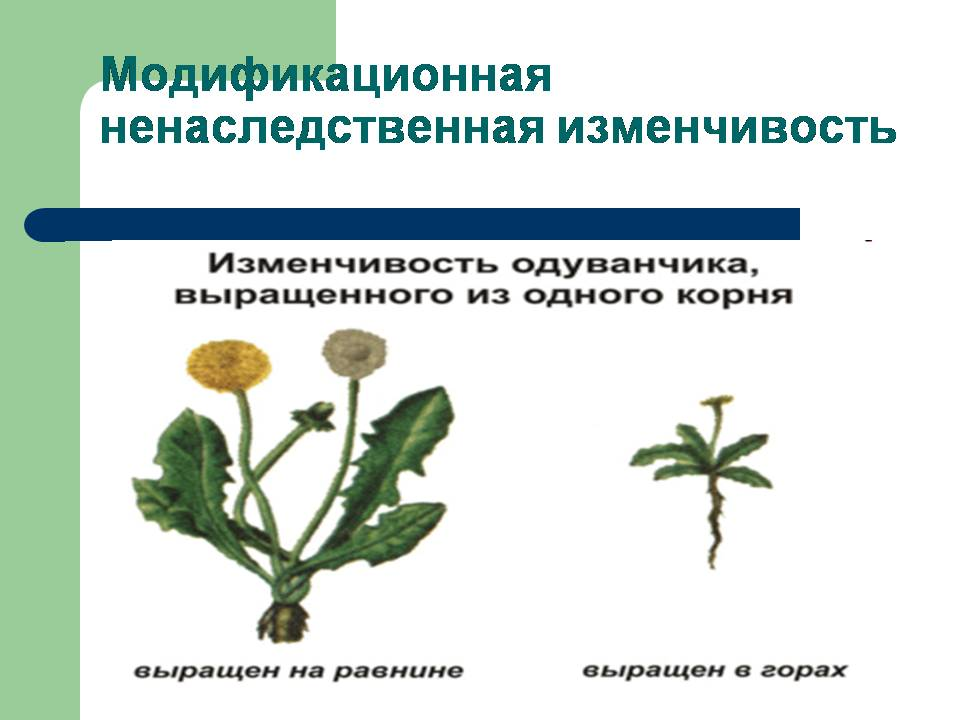 Модификационная
ненаследственная изменчивость
Изменчивость одуванчика,
выращенного из одного корня
выращен на равнине
выращен в горах